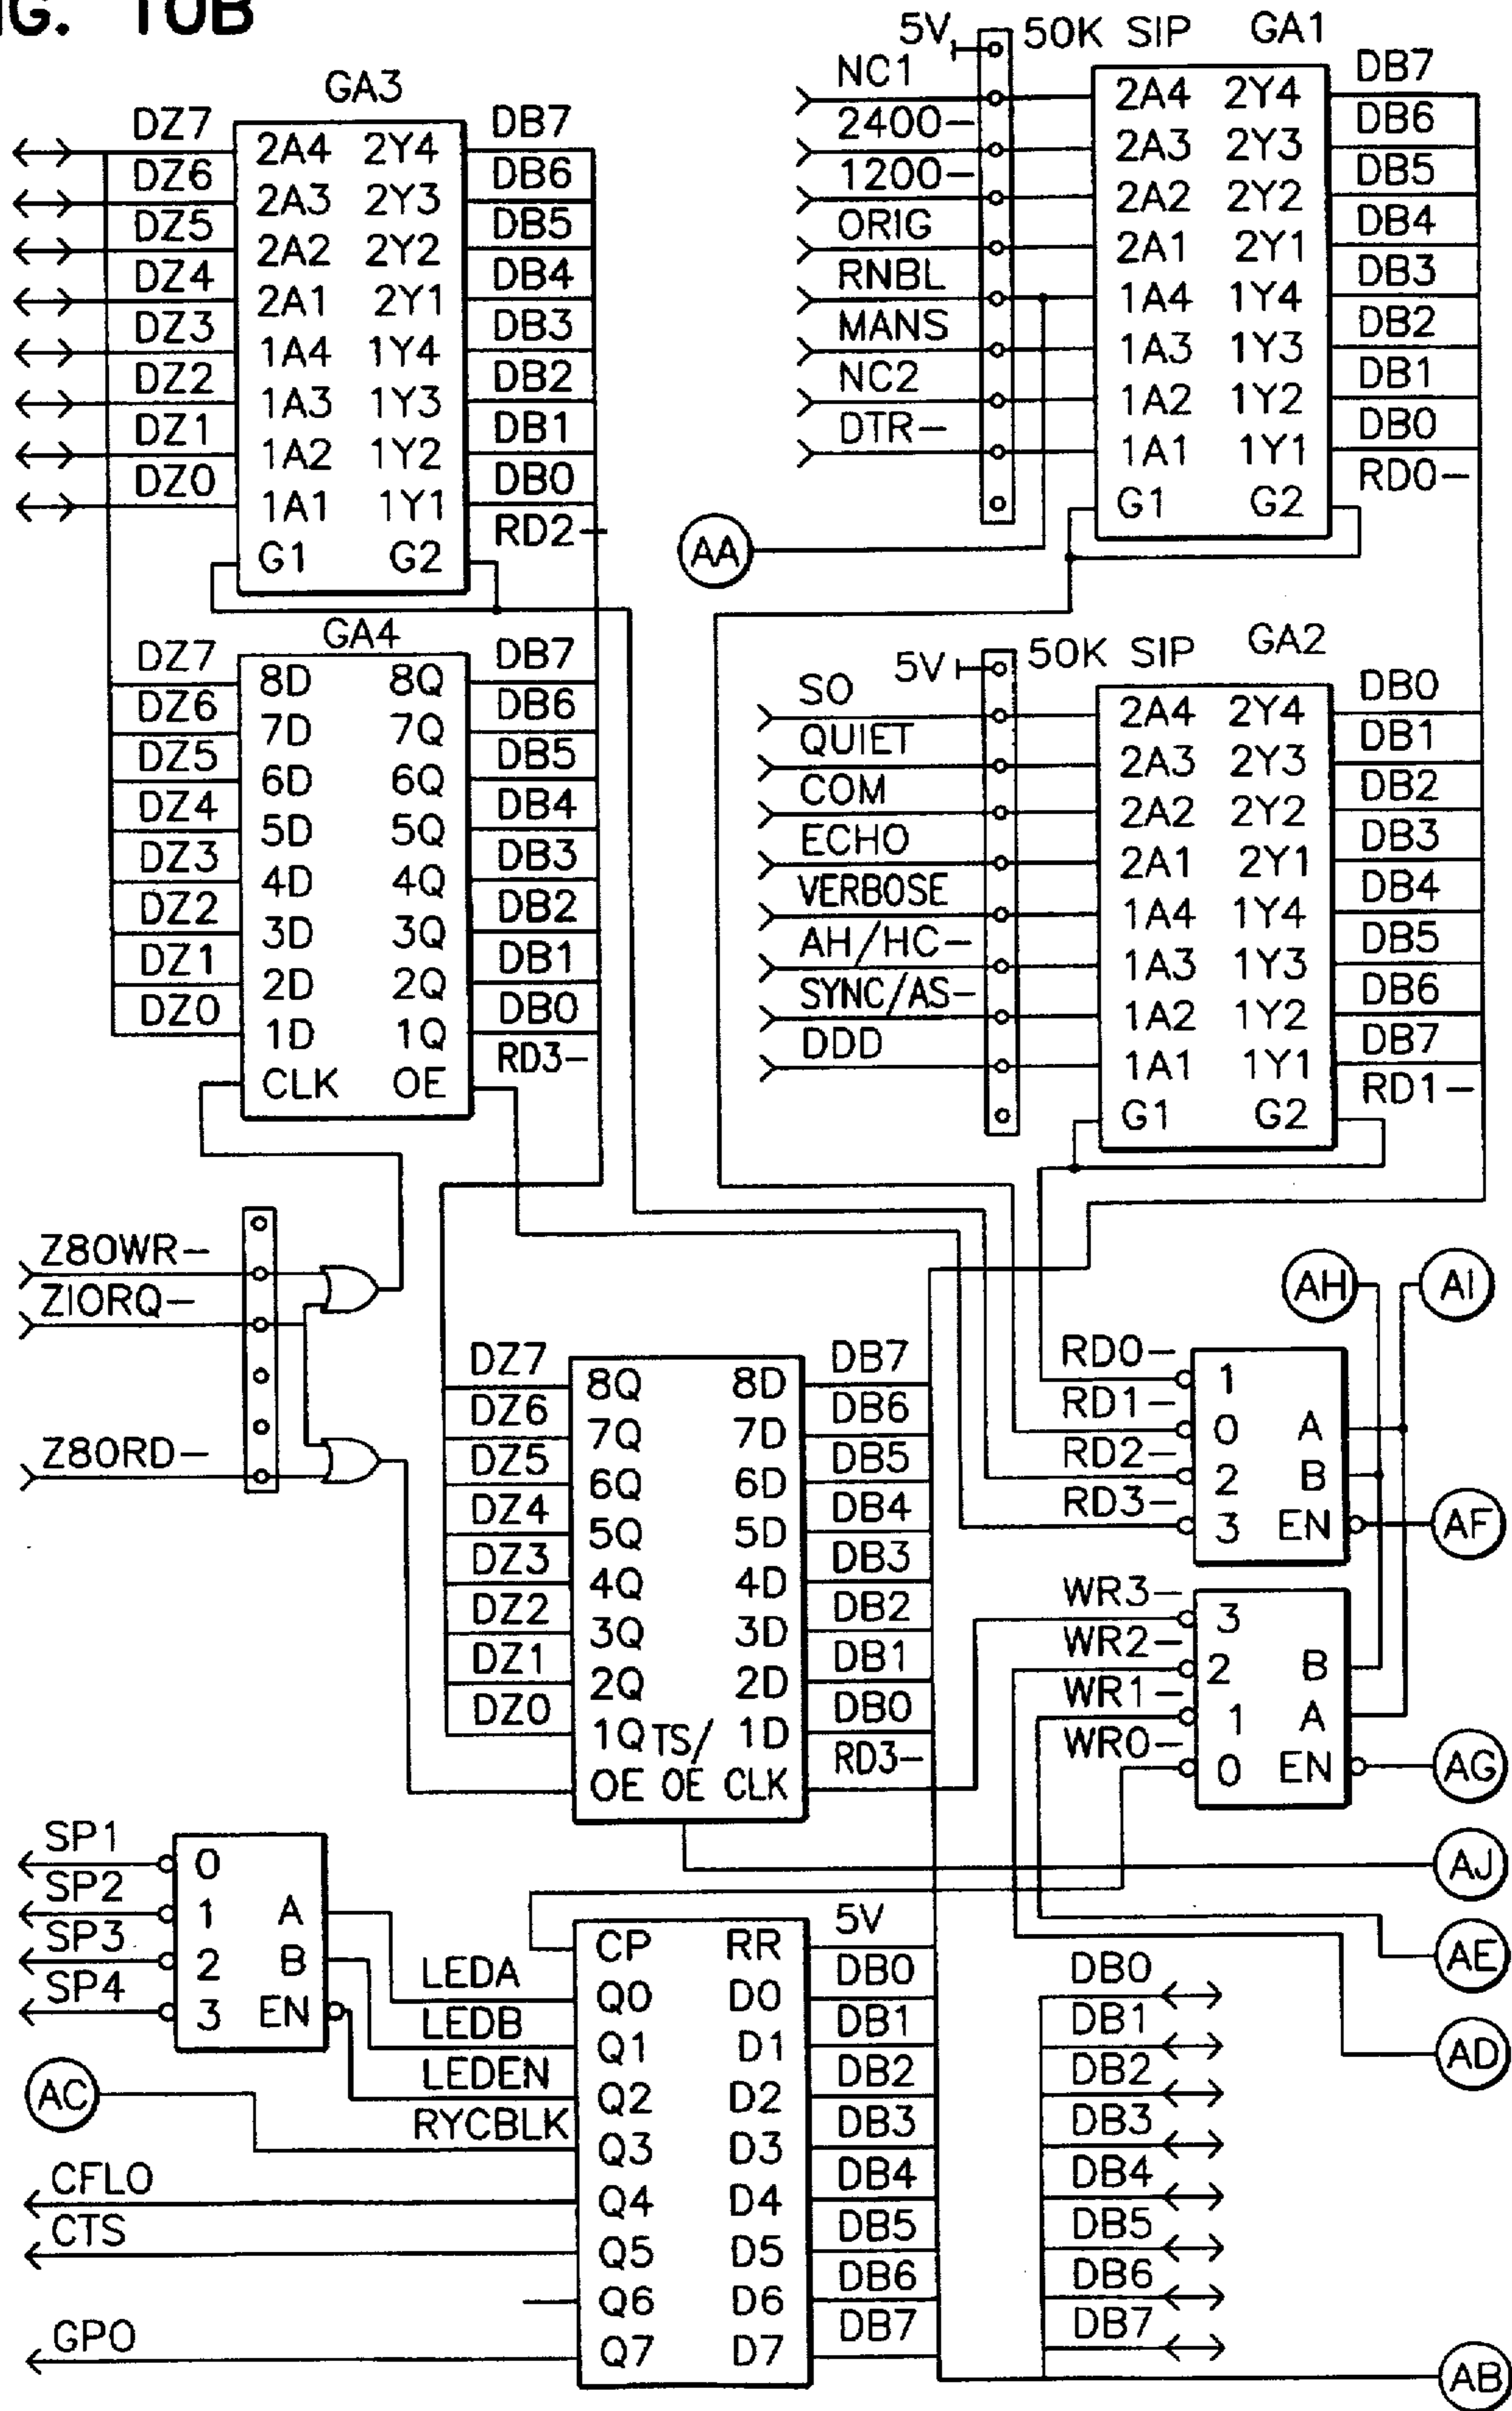 FIG. 10B
GA3
DZ7 2A4 2Y4 DB7
DZ6 2A3 2Y3 DB6
DZ5 2A2 2Y2 DB5
DZ4 2A1 2Y1 DB4
DZ3 1A4 1Y4 DB3
DZ2 1A3 1Y3 DB2
DZ1 1A2 1Y2 DB1
DZ0 1A1 1Y1 DB0
G1 G2 RD2-
5V 50K SIP GA1
NC1 2A4 2Y4 DB7
2400- 2A3 2Y3 DB6
1200- 2A2 2Y2 DB5
ORIG 2A1 2Y1 DB4
RNBL 1A4 1Y4 DB3
MANS 1A3 1Y3 DB2
NC2 1A2 1Y2 DB1
DTR- 1A1 1Y1 DB0
G1 G2 RD0-
AA
GA4
DZ7 8D 8Q DB7
DZ6 7D 7Q DB6
DZ5 6D 6Q DB5
DZ4 5D 5Q DB4
DZ3 4D 4Q DB3
DZ2 3D 3Q DB2
DZ1 2D 2Q DB1
DZ0 1D 1Q DB0
CLK OE RD3-
5V 50K SIP GA2
SO 2A4 2Y4 DB0
QUIET 2A3 2Y3 DB1
COM 2A2 2Y2 DB2
ECHO 2A1 2Y1 DB3
VERBOSE 1A4 1Y4 DB4
AH/HC- 1A3 1Y3 DB5
SYNC/AS- 1A2 1Y2 DB6
DDD 1A1 1Y1 DB7
G1 G2 RD1-
Z80WR-
ZIORQ-
Z80RD-
DZ7 8Q 8D DB7
DZ6 7Q 7D DB6
DZ5 6Q 6D DB5
DZ4 5Q 5D DB4
DZ3 4Q 4D DB3
DZ2 3Q 3D DB2
DZ1 2Q 2D DB1
DZ0 1Q TS/ 1D DB0
OE OE CLK RD3-
AH AI
RD0- 1
RD1- 0 A
RD2- 2 B
RD3- 3 EN AF
WR3- 3
WR2- 2 B
WR1- 1 A
WR0- 0 EN AG
AJ
AE
AD
SP1 0
SP2 1 A
SP3 2 B
SP4 3 EN
CP RR 5V
LEDA Q0 D0 DB0
LEDB Q1 D1 DB1
LEDEN Q2 D2 DB2
AC RYCBLK Q3 D3 DB3
CFLO Q4 D4 DB4
CTS Q5 D5 DB5
Q6 D6 DB6
GPO Q7 D7 DB7
DB0
DB1
DB2
DB3
DB4
DB5
DB6
DB7
AB